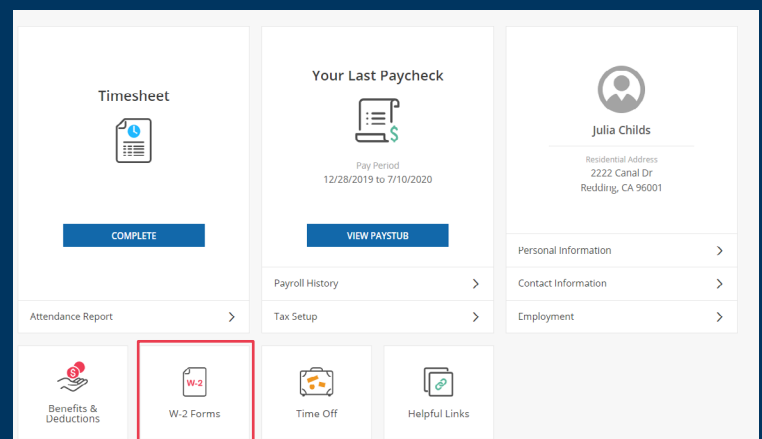 Timesheet
COMPLETE
Attendance Report
Your Last Paycheck
$
Pay Period
12/28/2019 to 7/10/2020
VIEW PAYSTUB
Payroll History
Tax Setup
Julia Childs
Residential Address
2222 Canal Dr
Redding, CA 96001
Personal Information
Contact Information
Employment
$
Benefits &
Deductions
W-2
W-2 Forms
Time Off
Helpful Links